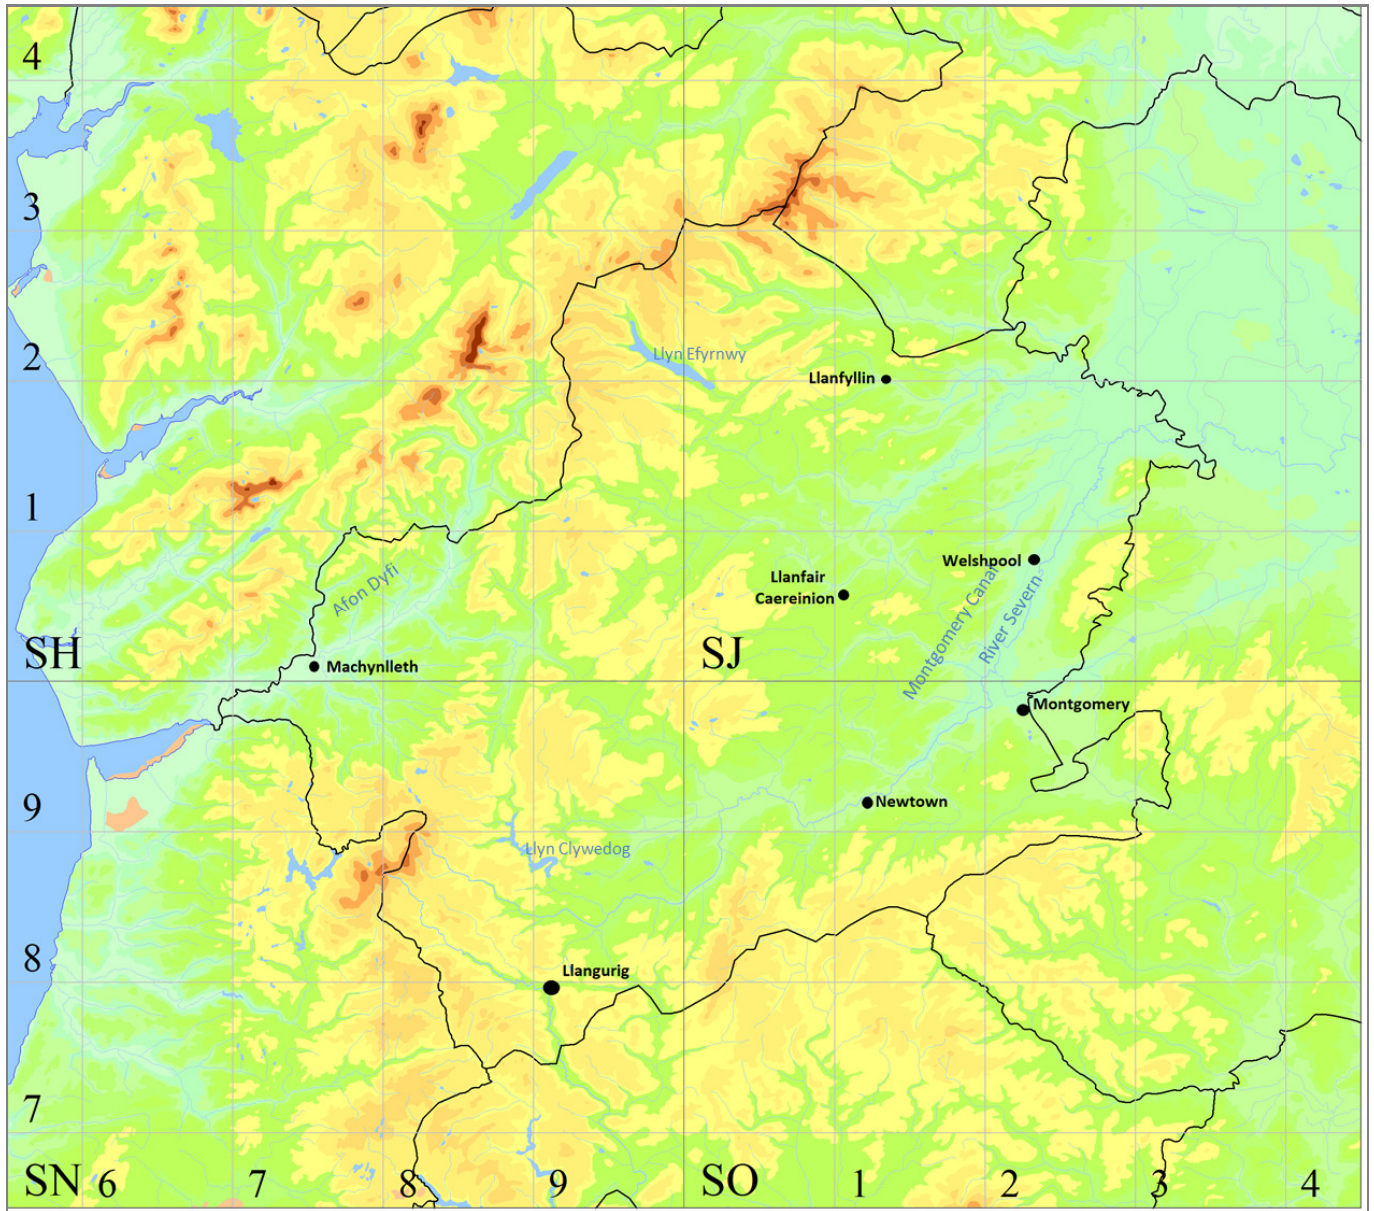 4
3
Llyn Efyrnwy
2
Llanfyllin
1
Welshpool
Llanfair
Caereinion
Afon Dyfi
Montgomery Canal
River Severn
SH
SJ
Machynlleth
Montgomery
9
Newtown
Llyn Clywedog
8
Llangurig
7
SN 6 7 8 9 SO 1 2 3 4